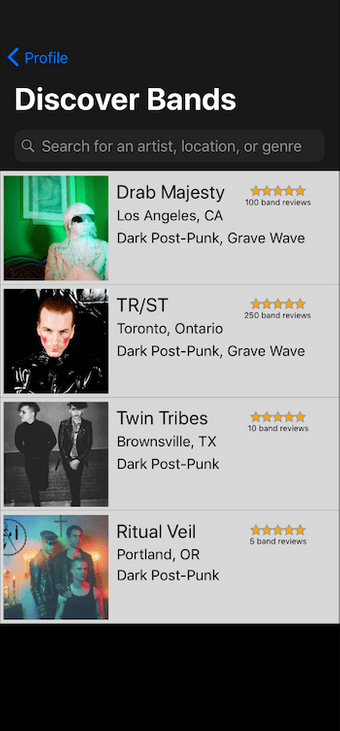 Profile
Discover Bands
Search for an artist, location, or genre
Drab Majesty
100 band reviews
Los Angeles, CA
Dark Post-Punk, Grave Wave
TR/ST
250 band reviews
Toronto, Ontario
Dark Post-Punk, Grave Wave
Twin Tribes
10 band reviews
Brownsville, TX
Dark Post-Punk
Ritual Veil
5 band reviews
Portland, OR
Dark Post-Punk